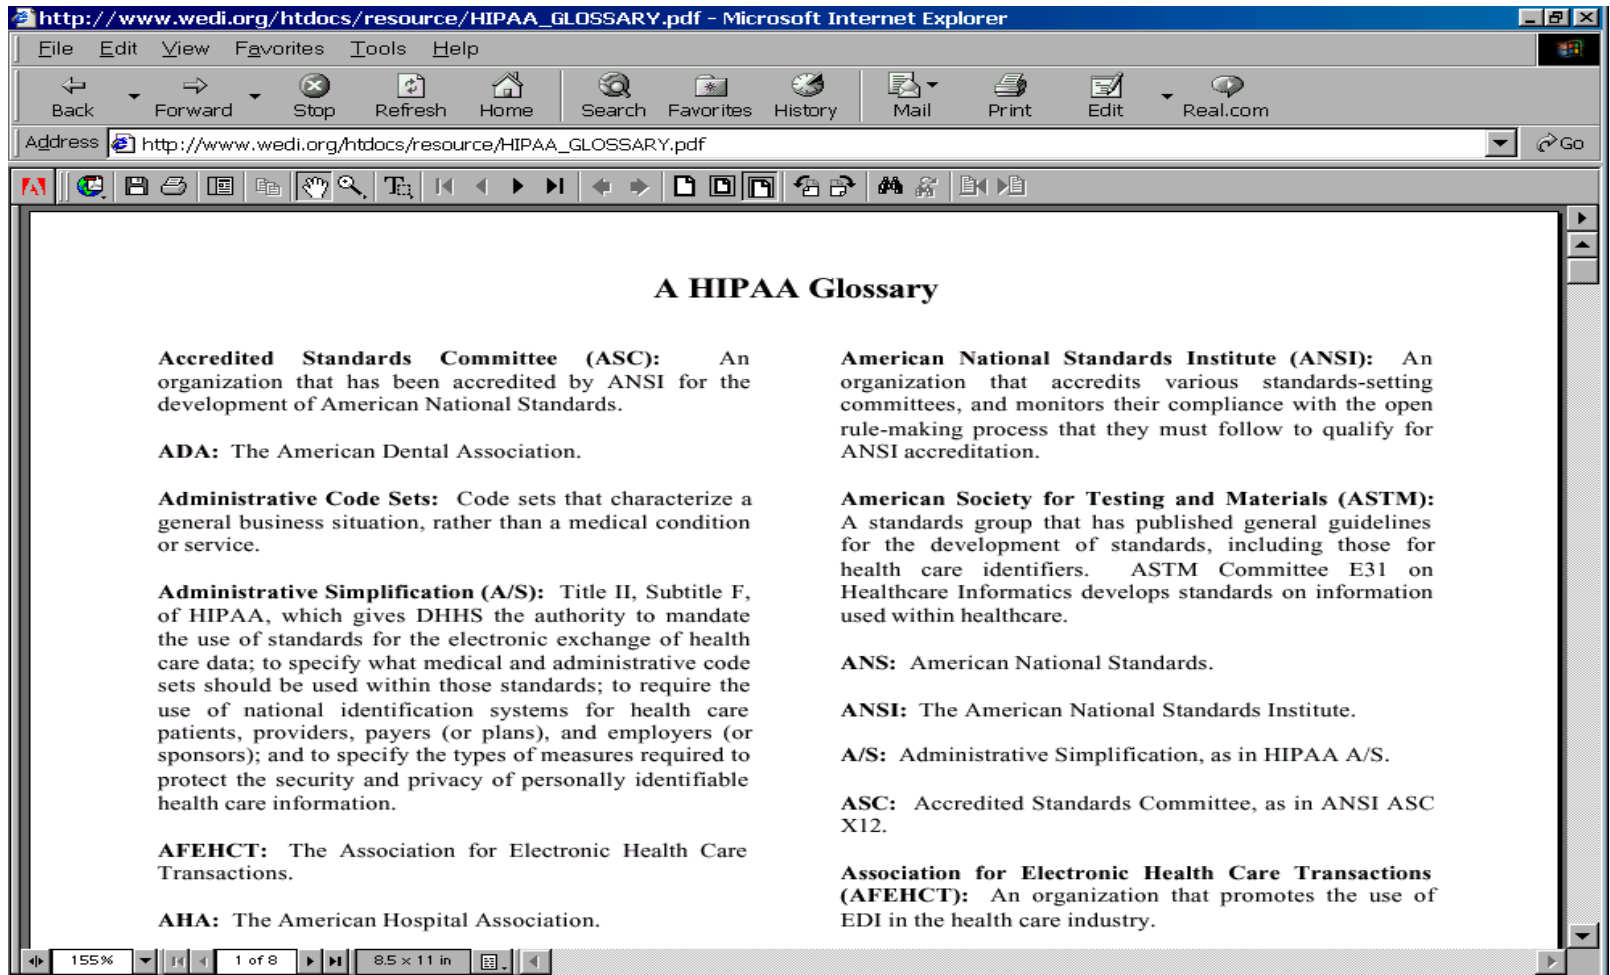 http://www.wedi.org/htdocs/resource/HIPAA_GLOSSARY.pdf - Microsoft Internet Explorer
File Edit View Favorites Tools Help
Back Forward Stop Refresh Home Search Favorites History Mail Print Edit Real.com
Address http://www.wedi.org/htdocs/resource/HIPAA_GLOSSARY.pdf Go
A HIPAA Glossary
Accredited Standards Committee (ASC): An
organization that has been accredited by ANSI for the
development of American National Standards.
ADA: The American Dental Association.
Administrative Code Sets: Code sets that characterize a
general business situation, rather than a medical condition
or service.
Administrative Simplification (A/S): Title II, Subtitle F,
of HIPAA, which gives DHHS the authority to mandate
the use of standards for the electronic exchange of health
care data; to specify what medical and administrative code
sets should be used within those standards; to require the
use of national identification systems for health care
patients, providers, payers (or plans), and employers (or
sponsors); and to specify the types of measures required to
protect the security and privacy of personally identifiable
health care information.
AFEHCT: The Association for Electronic Health Care
Transactions.
AHA: The American Hospital Association.
American National Standards Institute (ANSI): An
organization that accredits various standards-setting
committees, and monitors their compliance with the open
rule-making process that they must follow to qualify for
ANSI accreditation.
American Society for Testing and Materials (ASTM):
A standards group that has published general guidelines
for the development of standards, including those for
health care identifiers. ASTM Committee E31 on
Healthcare Informatics develops standards on information
used within healthcare.
ANS: American National Standards.
ANSI: The American National Standards Institute.
A/S: Administrative Simplification, as in HIPAA A/S.
ASC: Accredited Standards Committee, as in ANSI ASC
X12.
Association for Electronic Health Care Transactions
(AFEHCT): An organization that promotes the use of
EDI in the health care industry.
155% 1 of 8 8.5 x 11 in